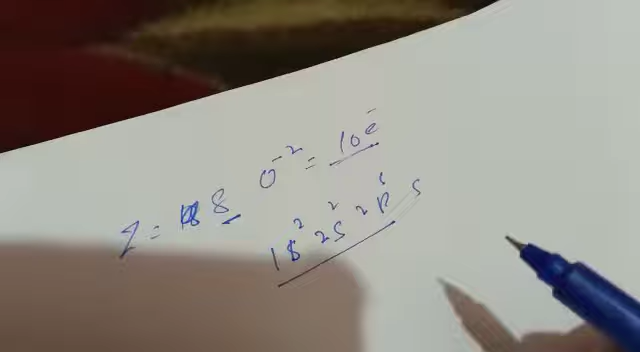 Z = 8 O⁻² = 10e⁻
1S² 2S² 2P⁶